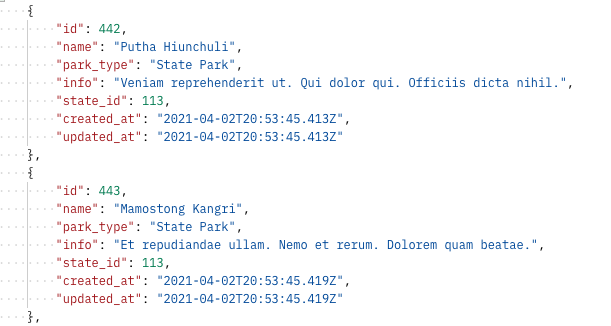 {
"id": 442,
"name": "Putha Hiunchuli",
"park_type": "State Park",
"info": "Veniam reprehenderit ut. Qui dolor qui. Officiis dicta nihil.",
"state_id": 113,
"created_at": "2021-04-02T20:53:45.413Z",
"updated_at": "2021-04-02T20:53:45.413Z"
},
{
"id": 443,
"name": "Mamostong Kangri",
"park_type": "State Park",
"info": "Et repudiandae ullam. Nemo et rerum. Dolorem quam beatae.",
"state_id": 113,
"created_at": "2021-04-02T20:53:45.419Z",
"updated_at": "2021-04-02T20:53:45.419Z"
},